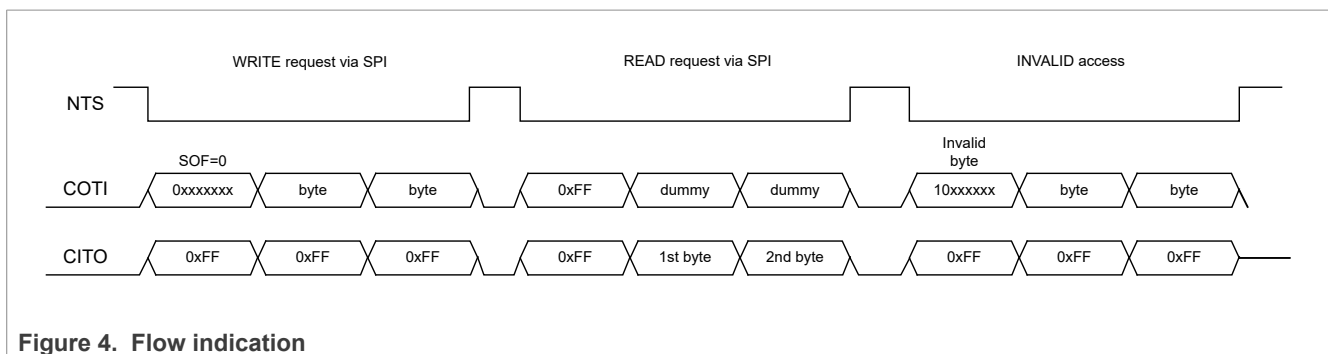 WRITE request via SPI READ request via SPI INVALID access
NTS
SOF=0 Invalid
byte
COTI 0xxxxxxx byte byte 0xFF dummy dummy 10xxxxxx byte byte
CITO 0xFF 0xFF 0xFF 0xFF 1st byte 2nd byte 0xFF 0xFF 0xFF
Figure 4. Flow indication